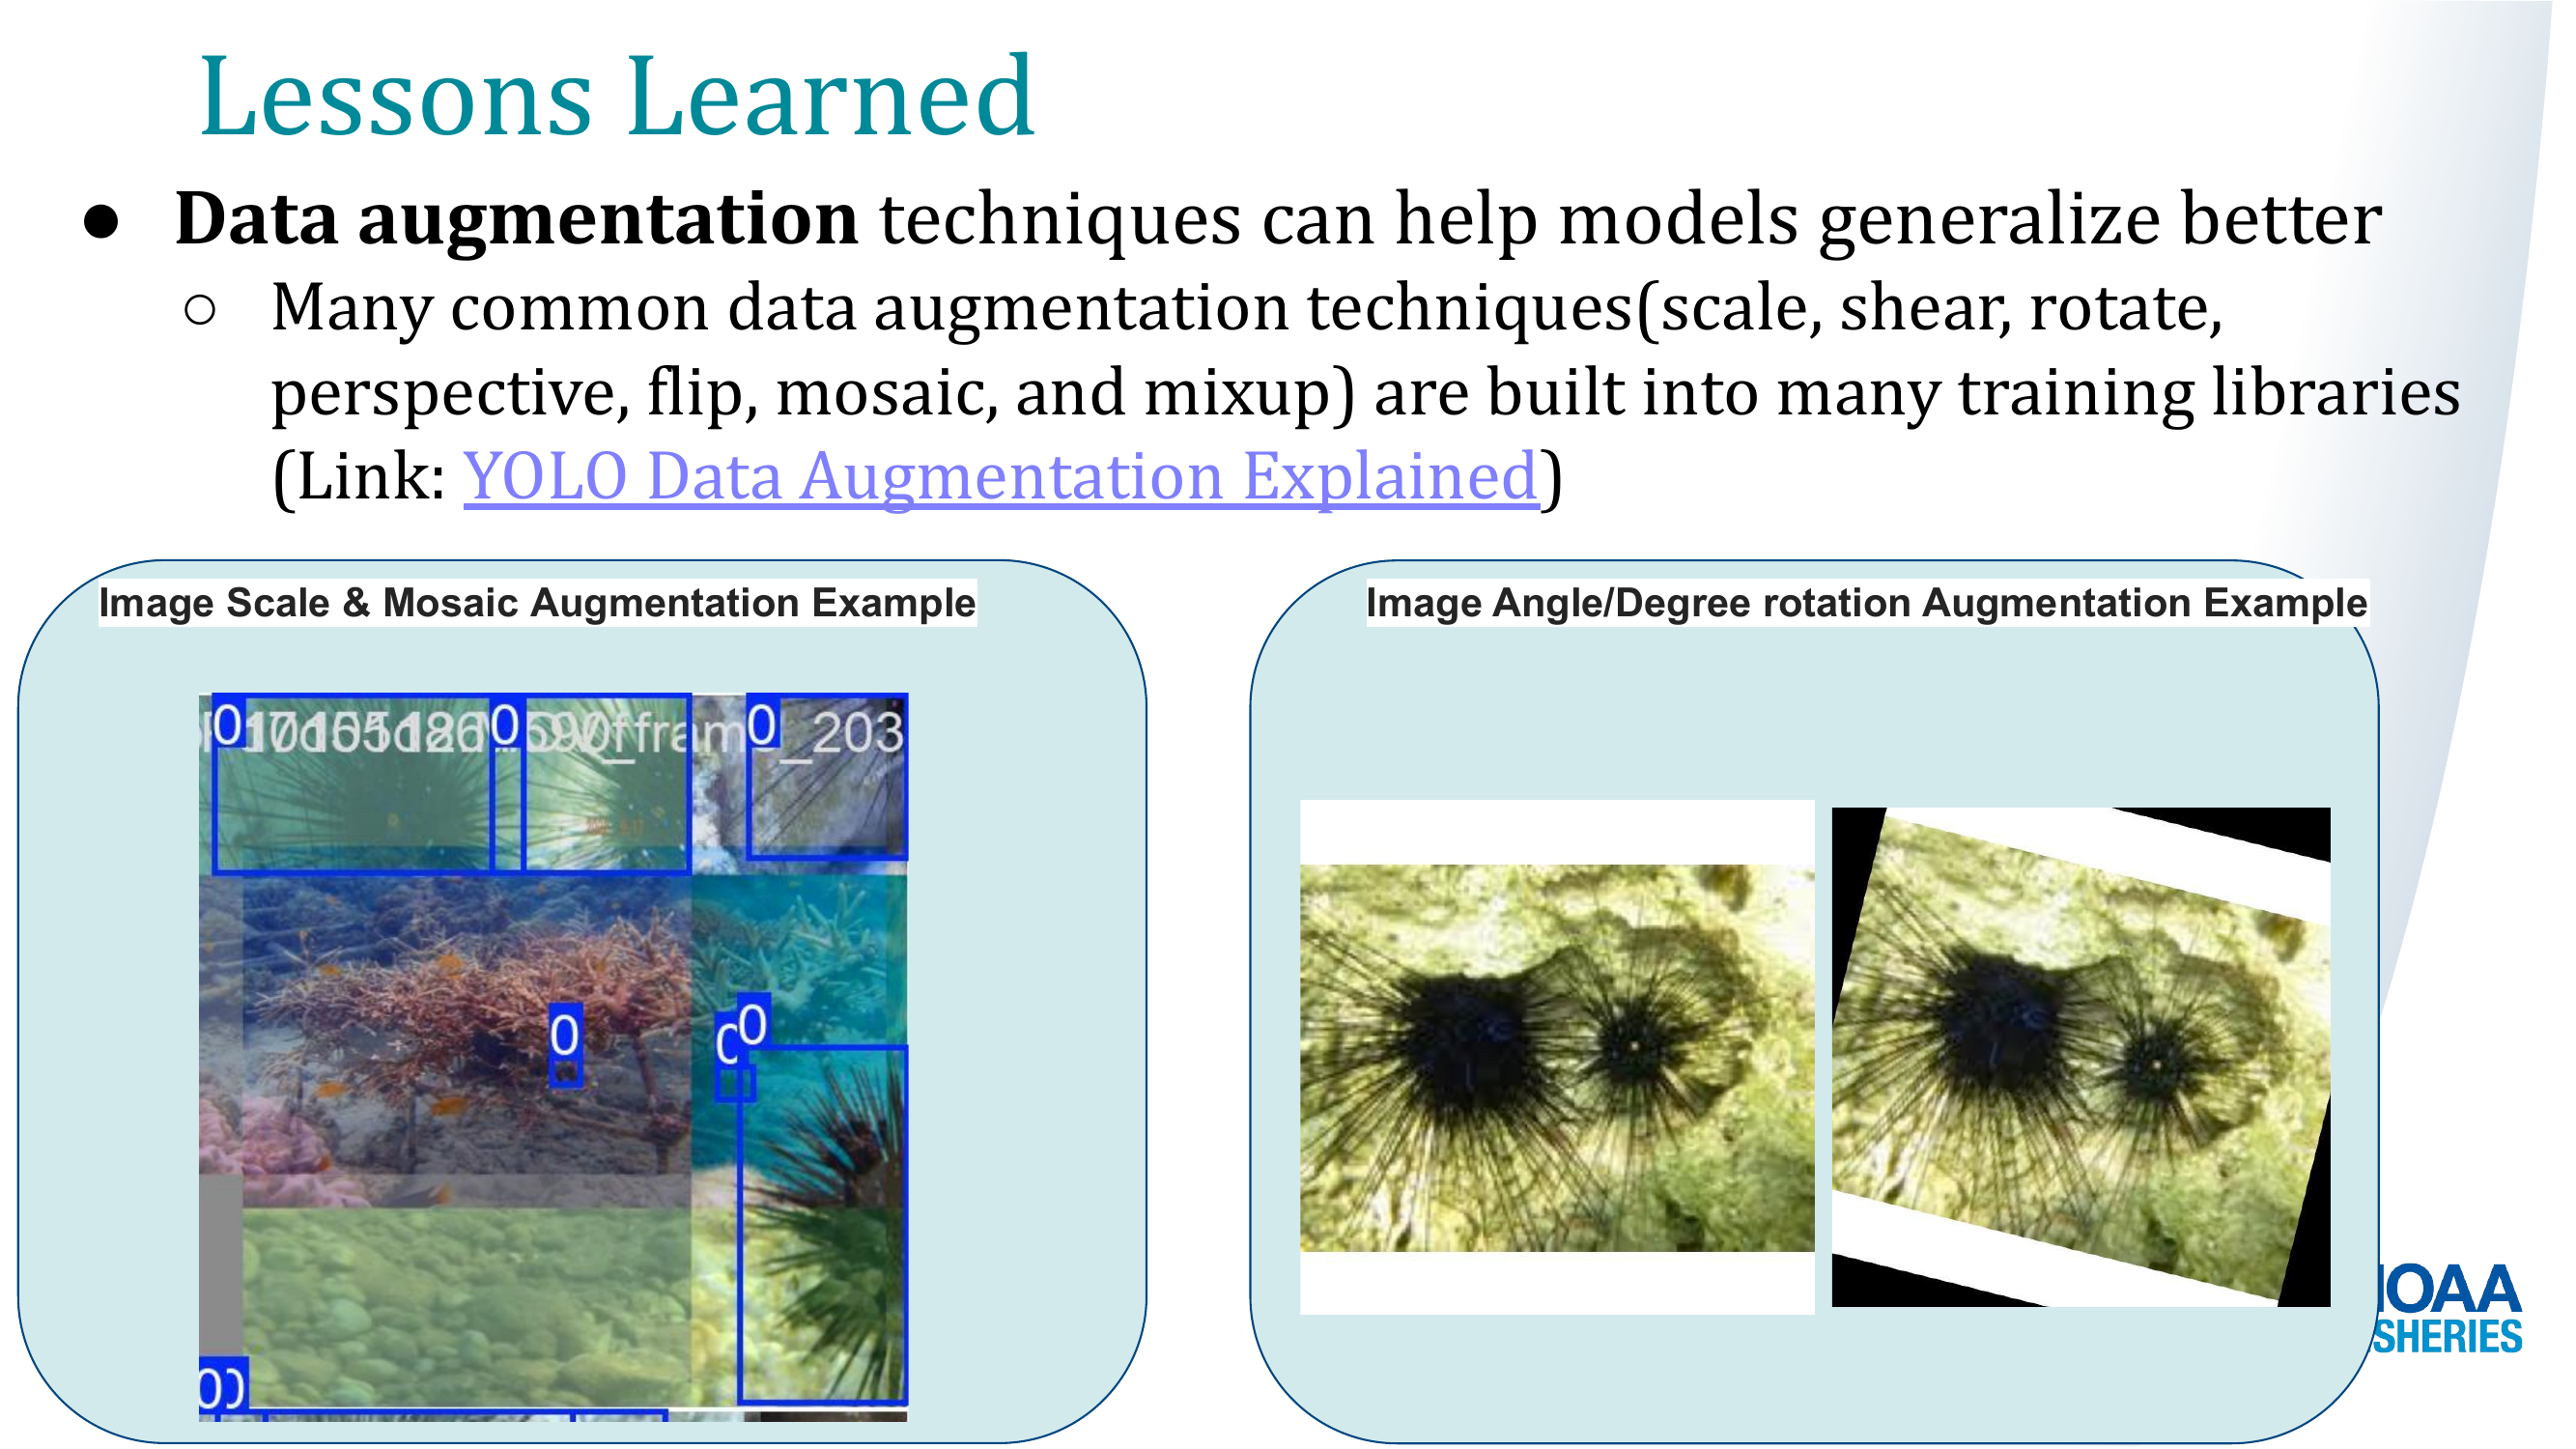 Lessons Learned
● Data augmentation techniques can help models generalize better
○ Many common data augmentation techniques(scale, shear, rotate,
perspective, flip, mosaic, and mixup) are built into many training libraries
(Link: YOLO Data Augmentation Explained)
Image Scale & Mosaic Augmentation Example
Image Angle/Degree rotation Augmentation Example
0
0
0
_203
0
0
0
OAA
SHERIES